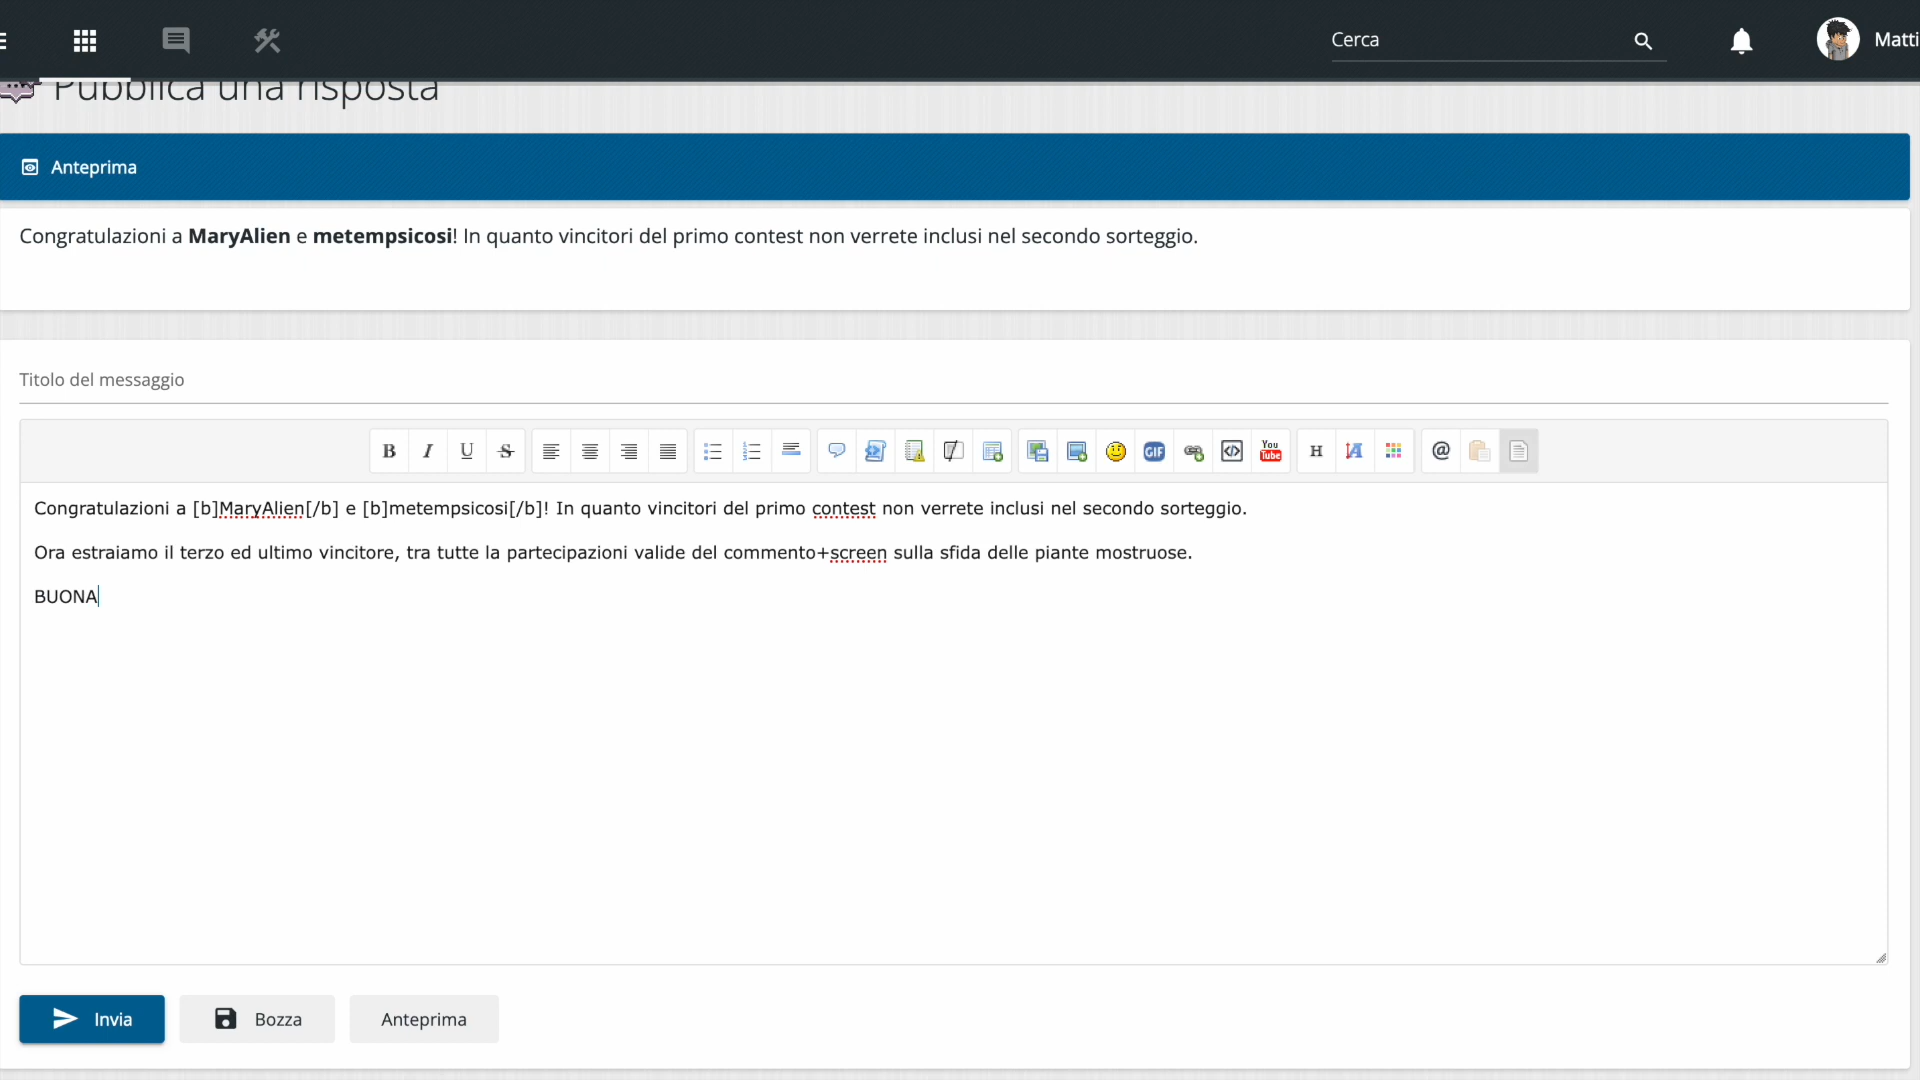 Cerca
Matti
Pubblica una risposta
Anteprima
Congratulazioni a MaryAlien e metempsicosi! In quanto vincitori del primo contest non verrete inclusi nel secondo sorteggio.
Titolo del messaggio
B I U S GIF You Tube H @
Congratulazioni a [b]MaryAlien[/b] e [b]metempsicosi[/b]! In quanto vincitori del primo contest non verrete inclusi nel secondo sorteggio.
Ora estraiamo il terzo ed ultimo vincitore, tra tutte la partecipazioni valide del commento+screen sulla sfida delle piante mostruose.
BUONA
Invia
Bozza
Anteprima